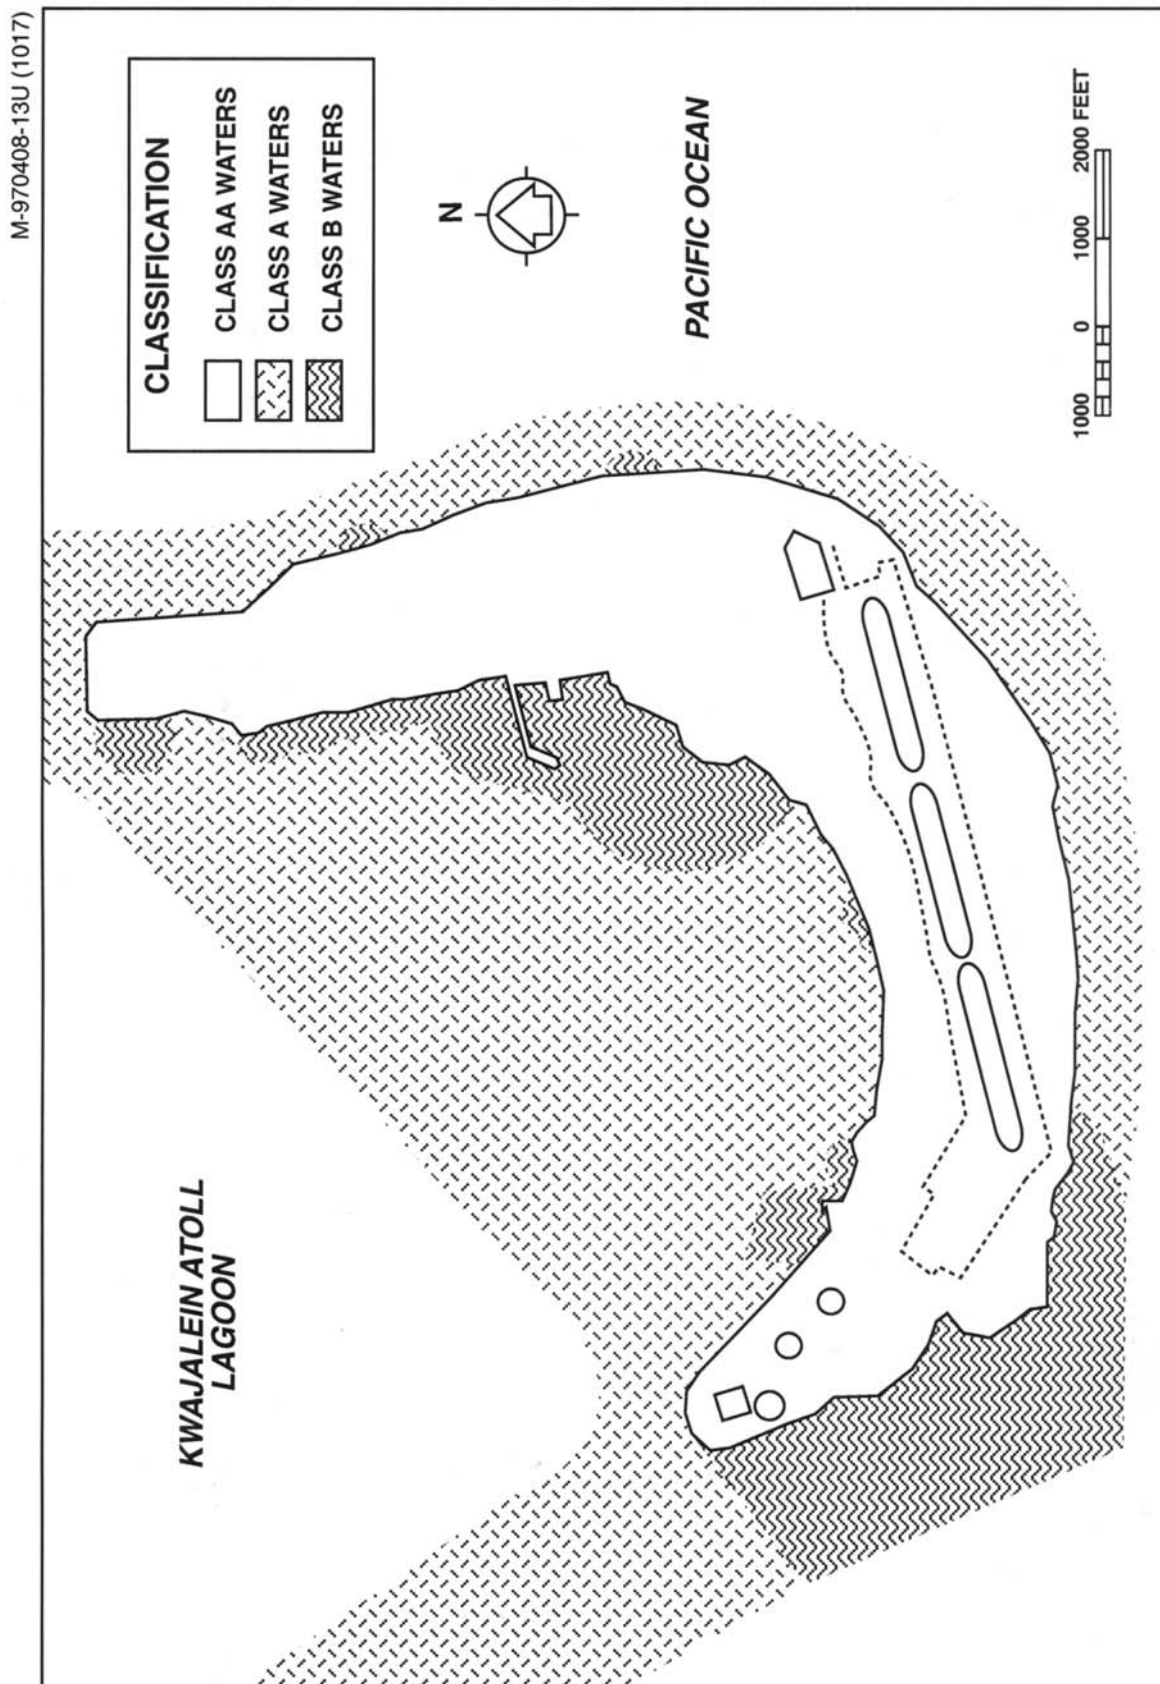 M-970408-13U (1017)
CLASSIFICATION
CLASS AA WATERS
CLASS A WATERS
CLASS B WATERS
N
PACIFIC OCEAN
1000 0 1000 2000 FEET
KWAJALEIN ATOLL
LAGOON